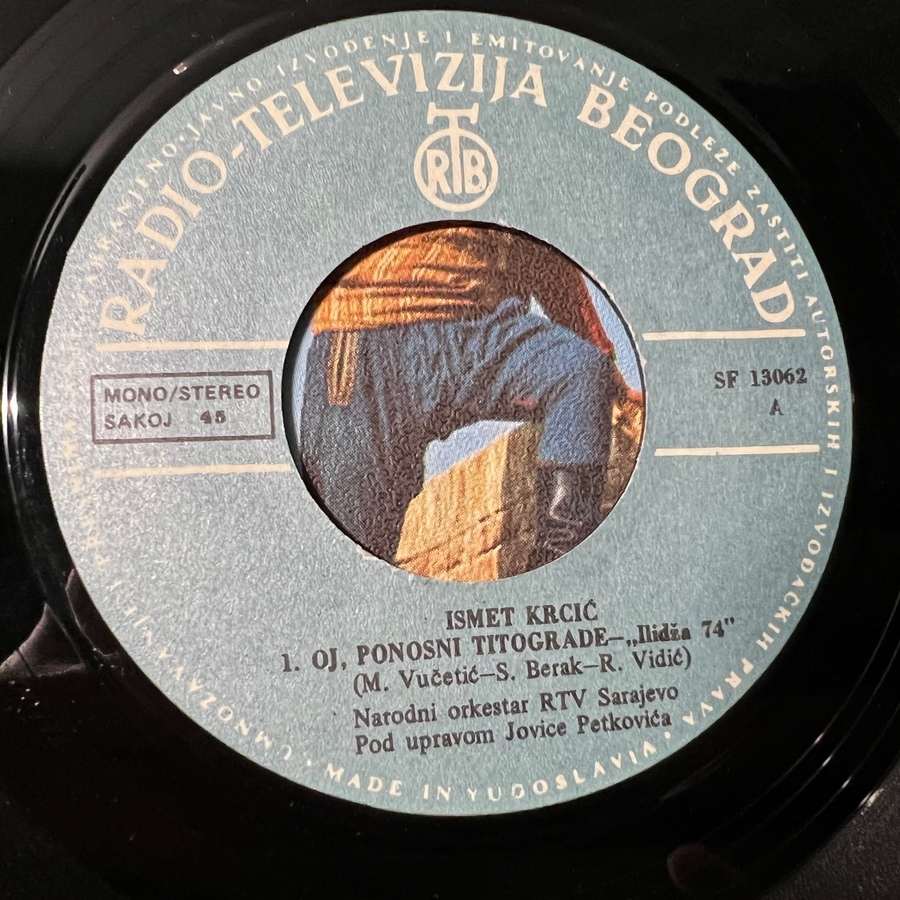 RADIO-TELEVIZIJA BEOGRAD
RTB
MONO/STEREO
SAKOJ 45
SF 13062
A
ISMET KRCIĆ
1. OJ, PONOSNI TITOGRADE–„Ilidža 74"
(M. Vučetić–S. Berak–R. Vidić)
Narodni orkestar RTV Sarajevo
Pod upravom Jovice Petkovića
UMNOŽAVANJE ZABRANJENO·JAVNO IZVOĐENJE I EMITOVANJE PODLEŽE ZAŠTITI AUTORSKIH I IZVOĐAČKIH PRAVA·
MADE IN YUGOSLAVIA